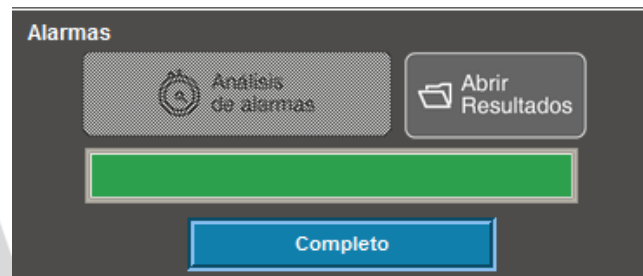 Alarmas
Análisis
de alarmas
Abrir
Resultados
Completo